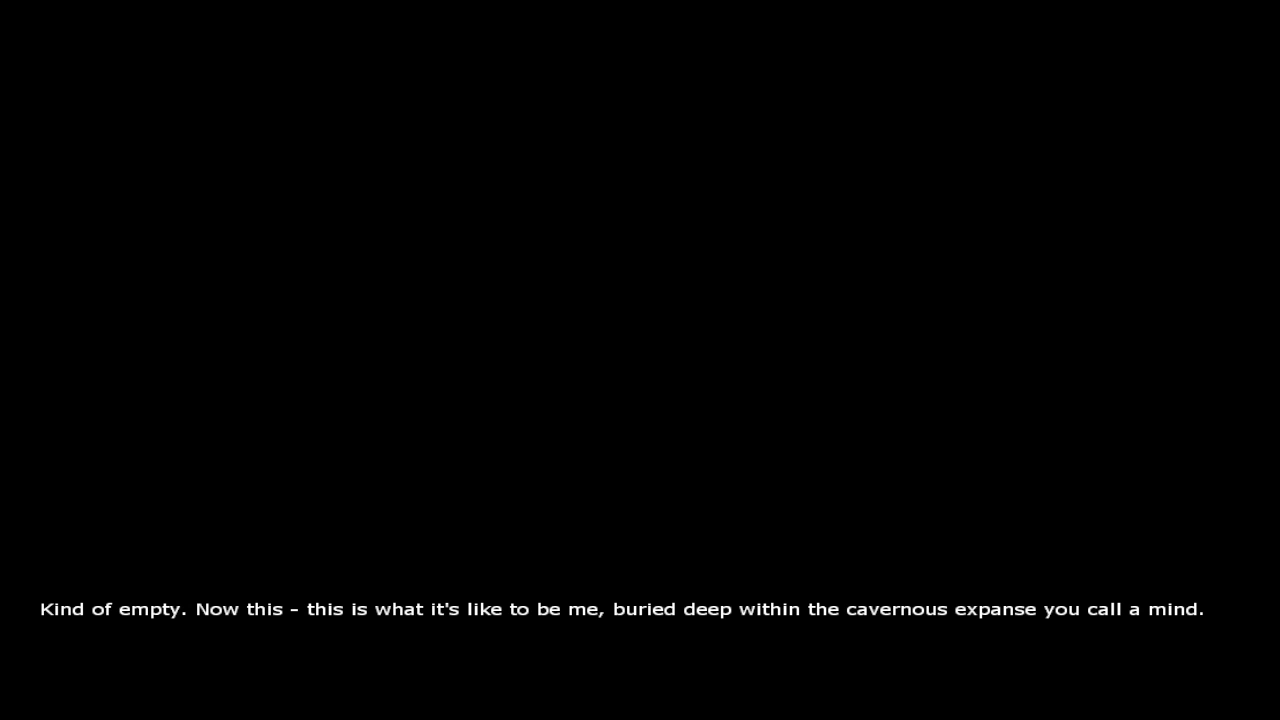 Kind of empty. Now this - this is what it's like to be me, buried deep within the cavernous expanse you call a mind.